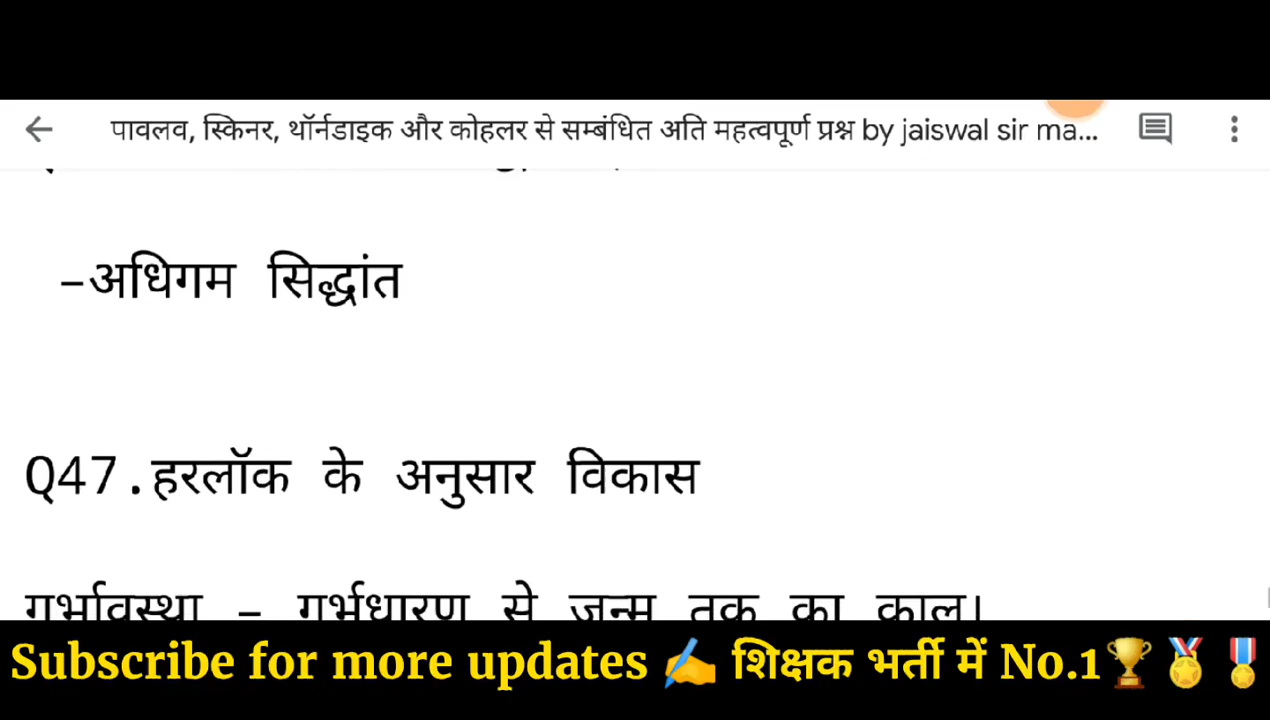 पावलव, स्किनर, थॉर्नडाइक और कोहलर से सम्बंधित अति महत्वपूर्ण प्रश्न by jaiswal sir ma...
–अधिगम सिद्धांत
Q47.हरलॉक के अनुसार विकास
गर्भावस्था – गर्भधारण से जन्म तक का काल।
Subscribe for more updates ✍️ शिक्षक भर्ती में No.1🏆🏅🎖️